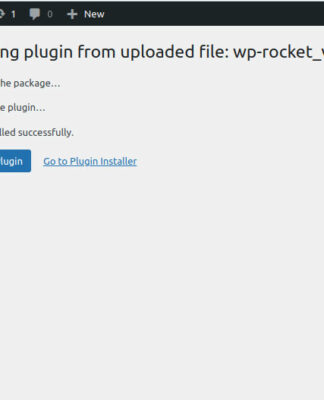 1 0 New
ng plugin from uploaded file: wp-rocket_v
he package…
e plugin…
lled successfully.
lugin Go to Plugin Installer